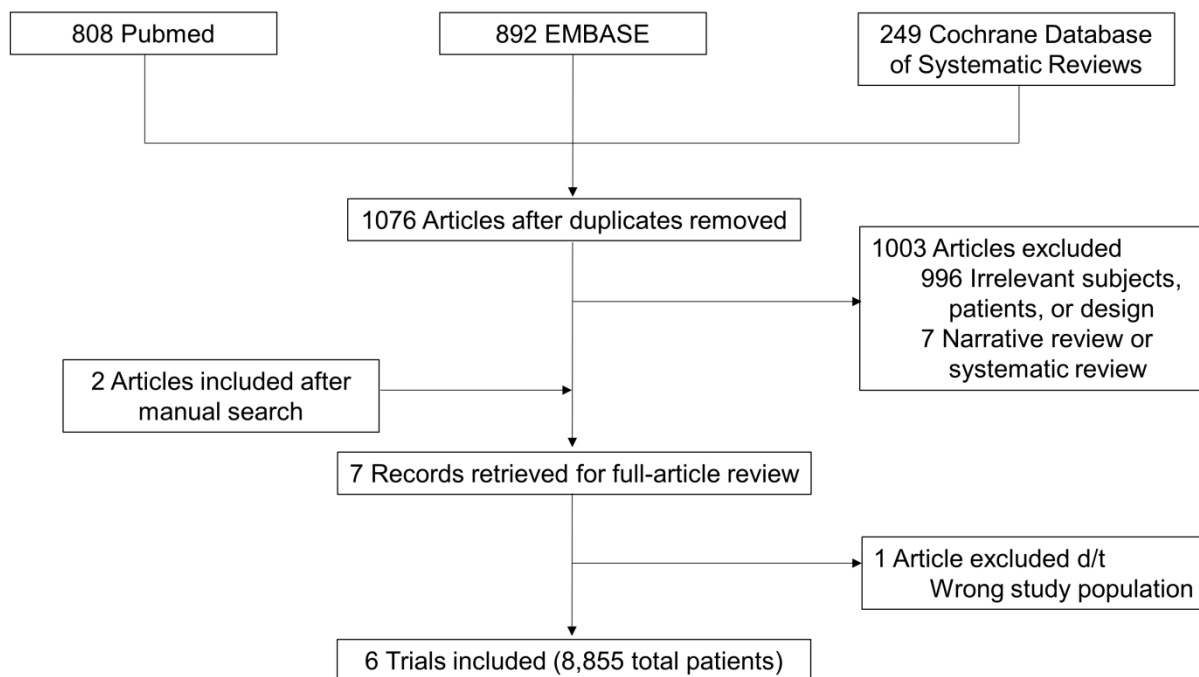 808 Pubmed
892 EMBASE
249 Cochrane Database
of Systematic Reviews
1076 Articles after duplicates removed
1003 Articles excluded
996 Irrelevant subjects,
patients, or design
7 Narrative review or
systematic review
2 Articles included after
manual search
7 Records retrieved for full-article review
1 Article excluded d/t
Wrong study population
6 Trials included (8,855 total patients)